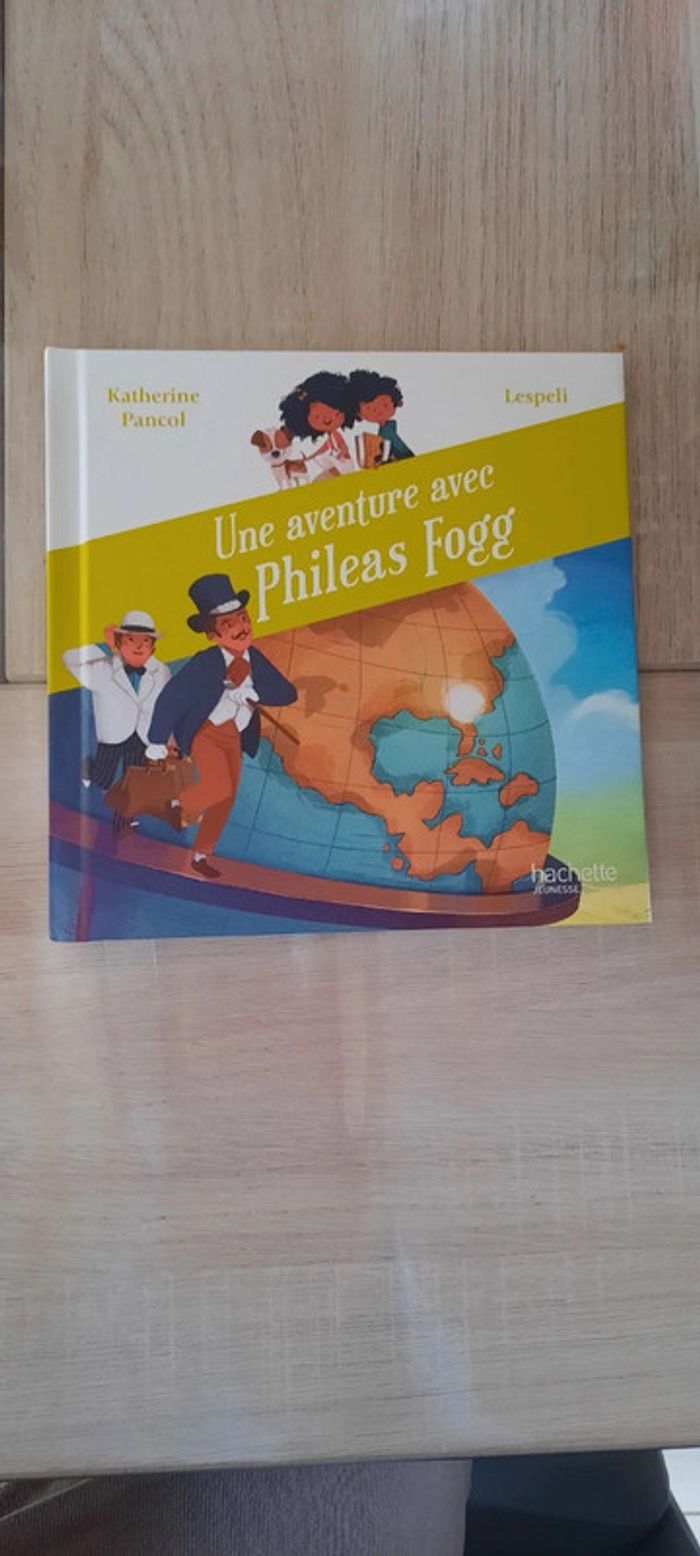 Katherine
Pancol
Lespeli
Une aventure avec
Phileas Fogg
hachette
JEUNESSE